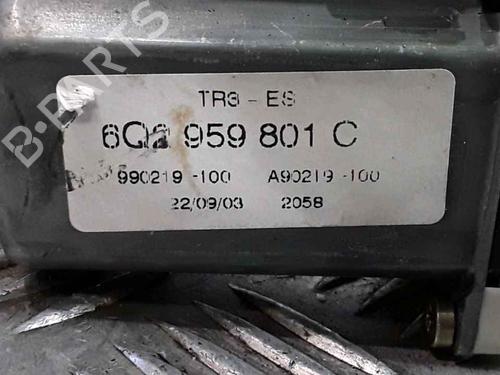 B-PARTS
TR3 - ES
6Q2 959 801 C
990219 -100 A90219 -100
22/09/03 2058